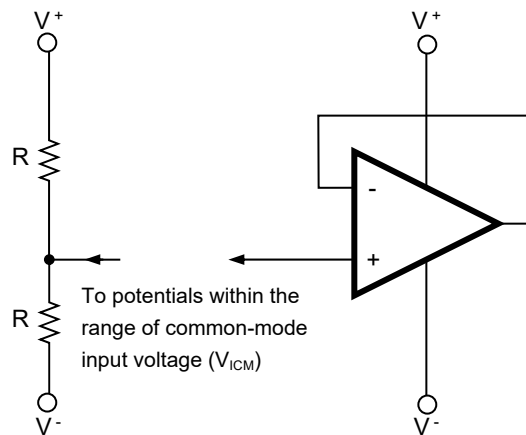 V+
V+
R
-
+
To potentials within the
range of common-mode
input voltage (VICM)
R
V-
V-